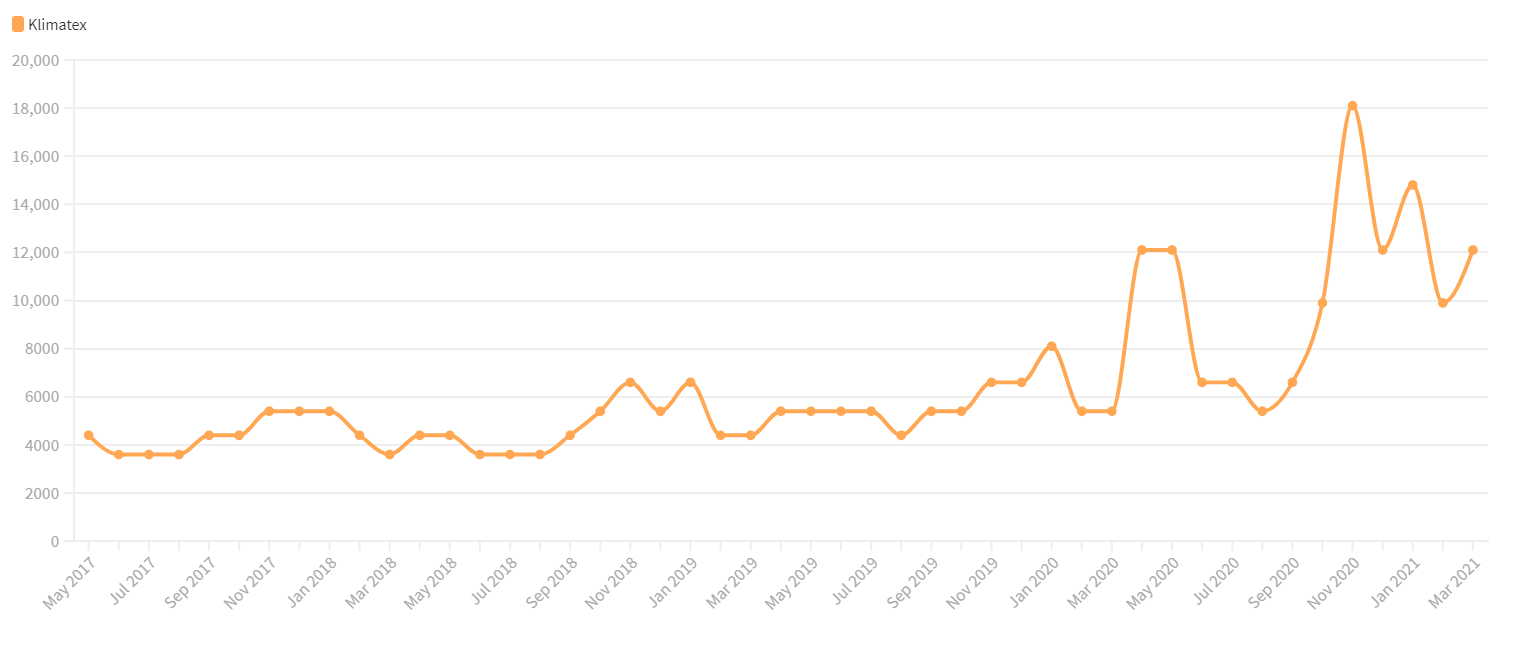 Klimatex
20,000
18,000
16,000
14,000
12,000
10,000
8000
6000
4000
2000
0
May 2017
Jul 2017
Sep 2017
Nov 2017
Jan 2018
Mar 2018
May 2018
Jul 2018
Sep 2018
Nov 2018
Jan 2019
Mar 2019
May 2019
Jul 2019
Sep 2019
Nov 2019
Jan 2020
Mar 2020
May 2020
Jul 2020
Sep 2020
Nov 2020
Jan 2021
Mar 2021